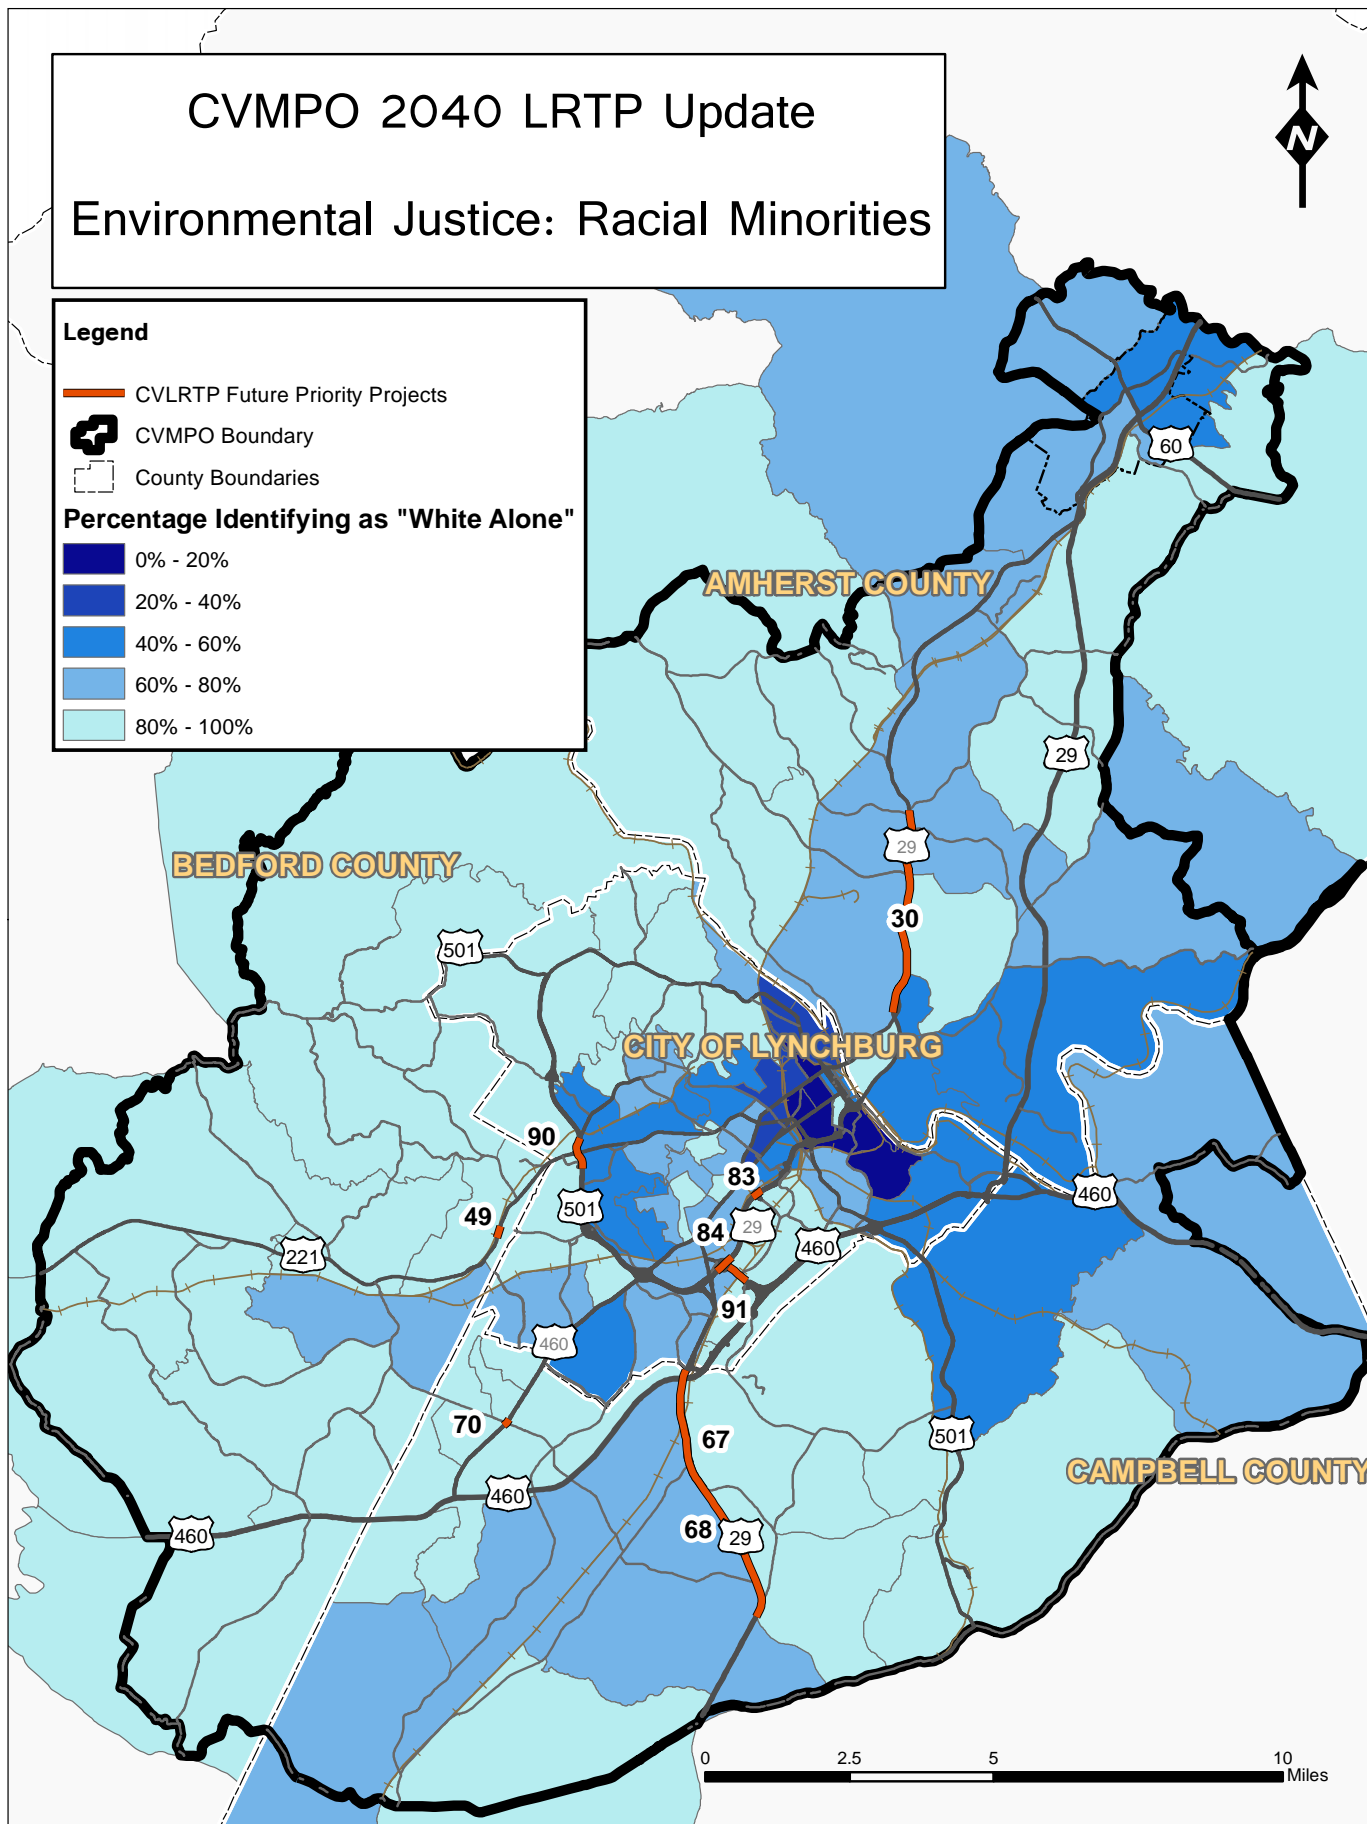 CVMPO 2040 LRTP Update
Environmental Justice: Racial Minorities
N
Legend
CVLRTP Future Priority Projects
CVMPO Boundary
County Boundaries
Percentage Identifying as "White Alone"
0% - 20%
20% - 40%
40% - 60%
60% - 80%
80% - 100%
60
AMHERST COUNTY
29
29
BEDFORD COUNTY
30
501
CITY OF LYNCHBURG
90
83
460
49
501
84
29
460
221
91
460
70
67
501
CAMPBELL COUNTY
460
68
29
460
0
2.5
5
10
Miles